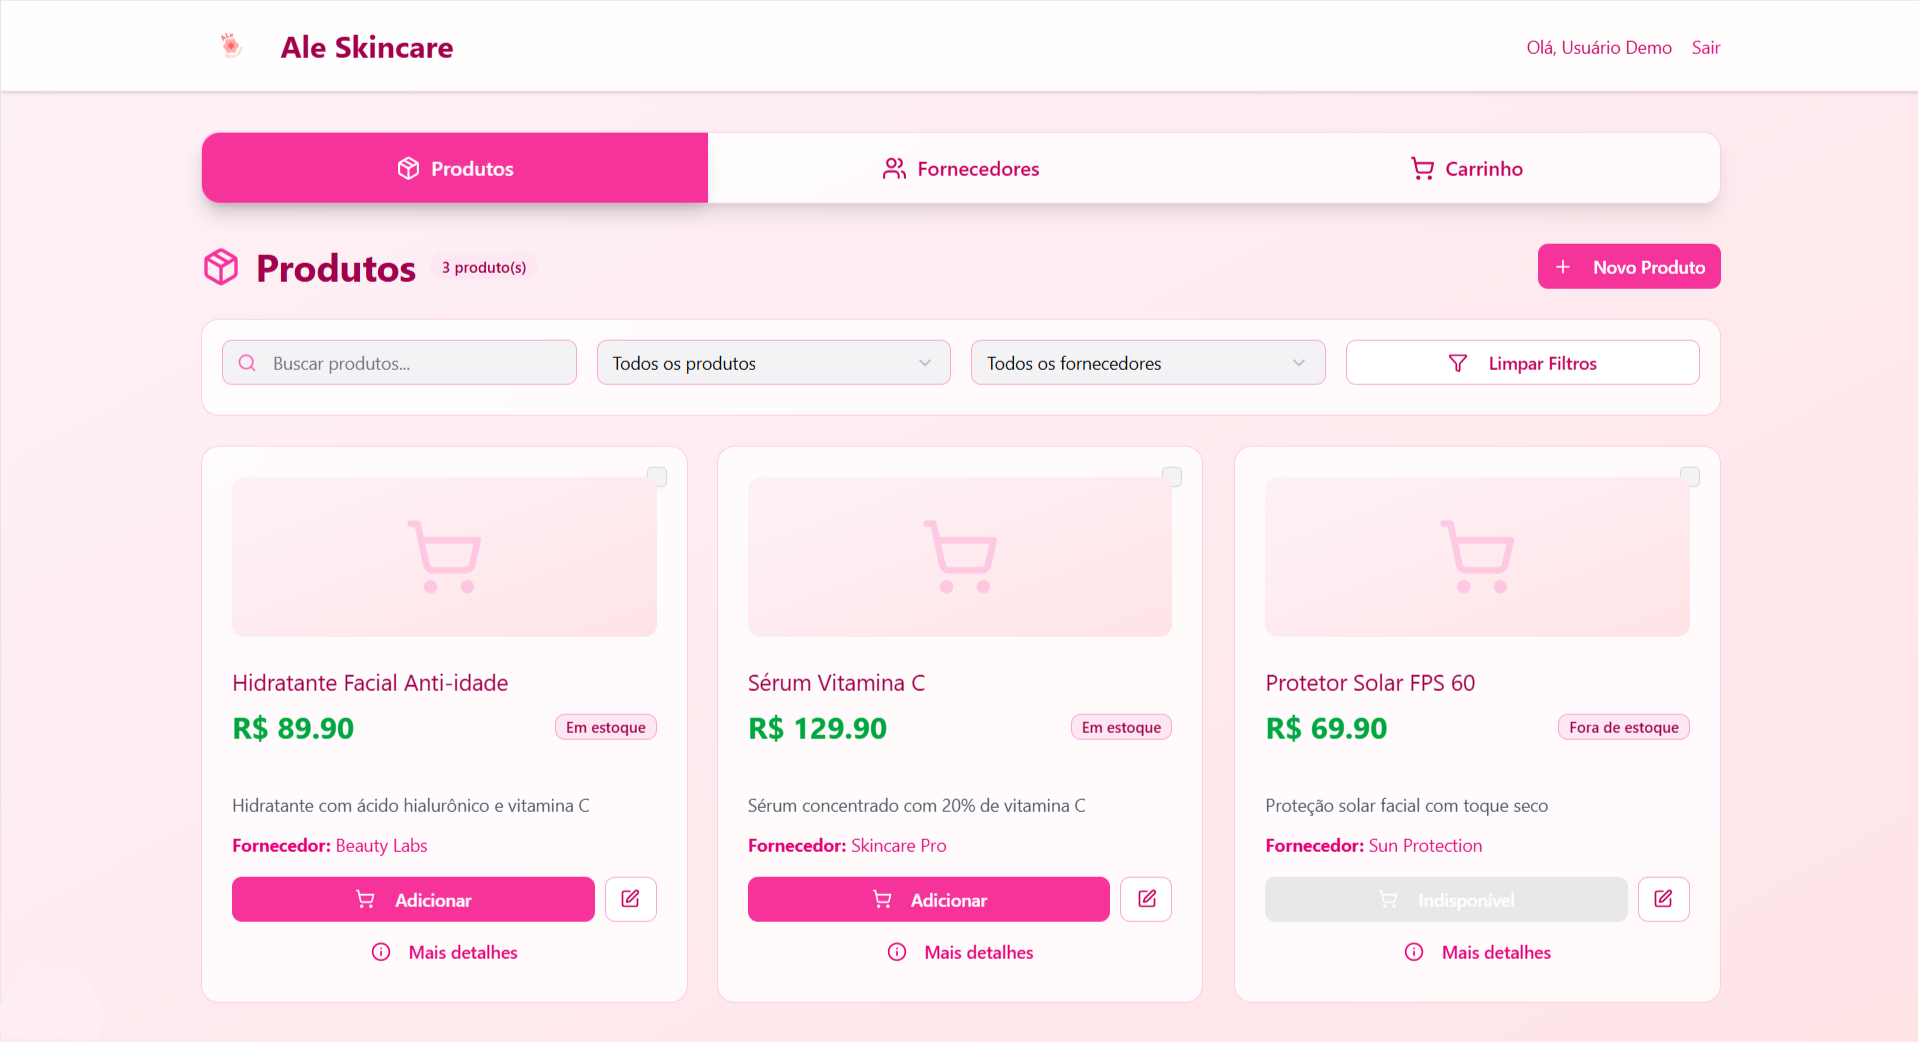 Ale
Ale Skincare
Olá, Usuário Demo
Sair
Produtos
Fornecedores
Carrinho
Produtos
3 produto(s)
Novo Produto
Buscar produtos...
Todos os produtos
Todos os fornecedores
Limpar Filtros
Hidratante Facial Anti-idade
R$ 89.90
Em estoque
Hidratante com ácido hialurônico e vitamina C
Fornecedor: Beauty Labs
Adicionar
Mais detalhes
Sérum Vitamina C
R$ 129.90
Em estoque
Sérum concentrado com 20% de vitamina C
Fornecedor: Skincare Pro
Adicionar
Mais detalhes
Protetor Solar FPS 60
R$ 69.90
Fora de estoque
Proteção solar facial com toque seco
Fornecedor: Sun Protection
Indisponível
Mais detalhes